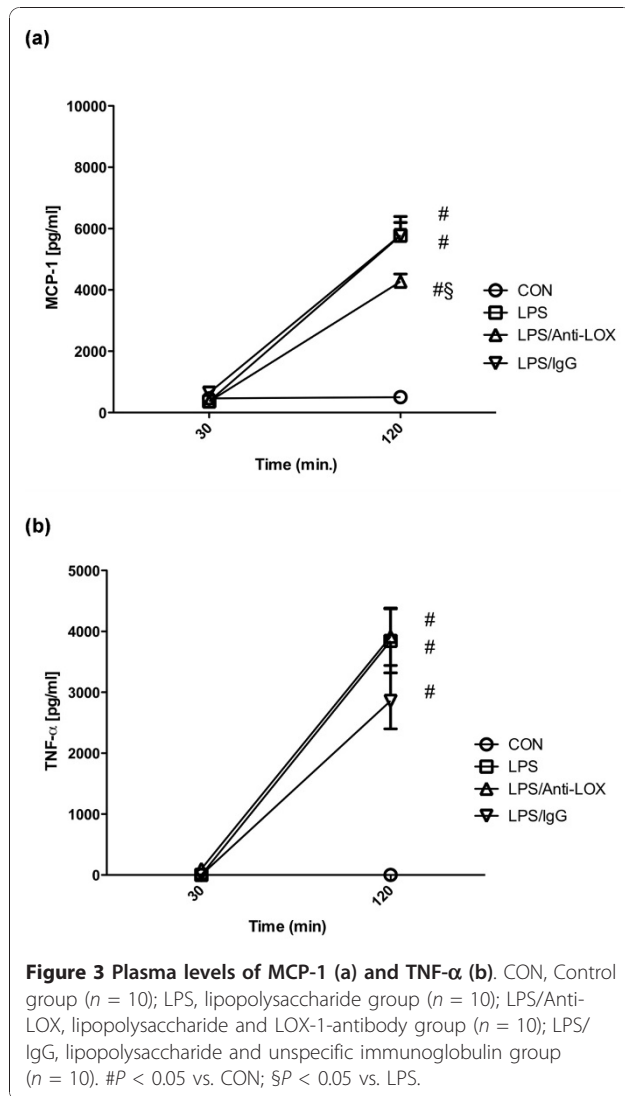 (a)
10000
8000
6000
4000
2000
0
MCP-1 [pg/ml]
#
#
#§
CON
LPS
LPS/Anti-LOX
LPS/IgG
30
120
Time (min.)
(b)
5000
4000
3000
2000
1000
0
TNF-α [pg/ml]
#
#
#
CON
LPS
LPS/Anti-LOX
LPS/IgG
30
120
Time (min)
Figure 3 Plasma levels of MCP-1 (a) and TNF-α (b). CON, Control
group (n = 10); LPS, lipopolysaccharide group (n = 10); LPS/Anti-
LOX, lipopolysaccharide and LOX-1-antibody group (n = 10); LPS/
IgG, lipopolysaccharide and unspecific immunoglobulin group
(n = 10). #P < 0.05 vs. CON; §P < 0.05 vs. LPS.